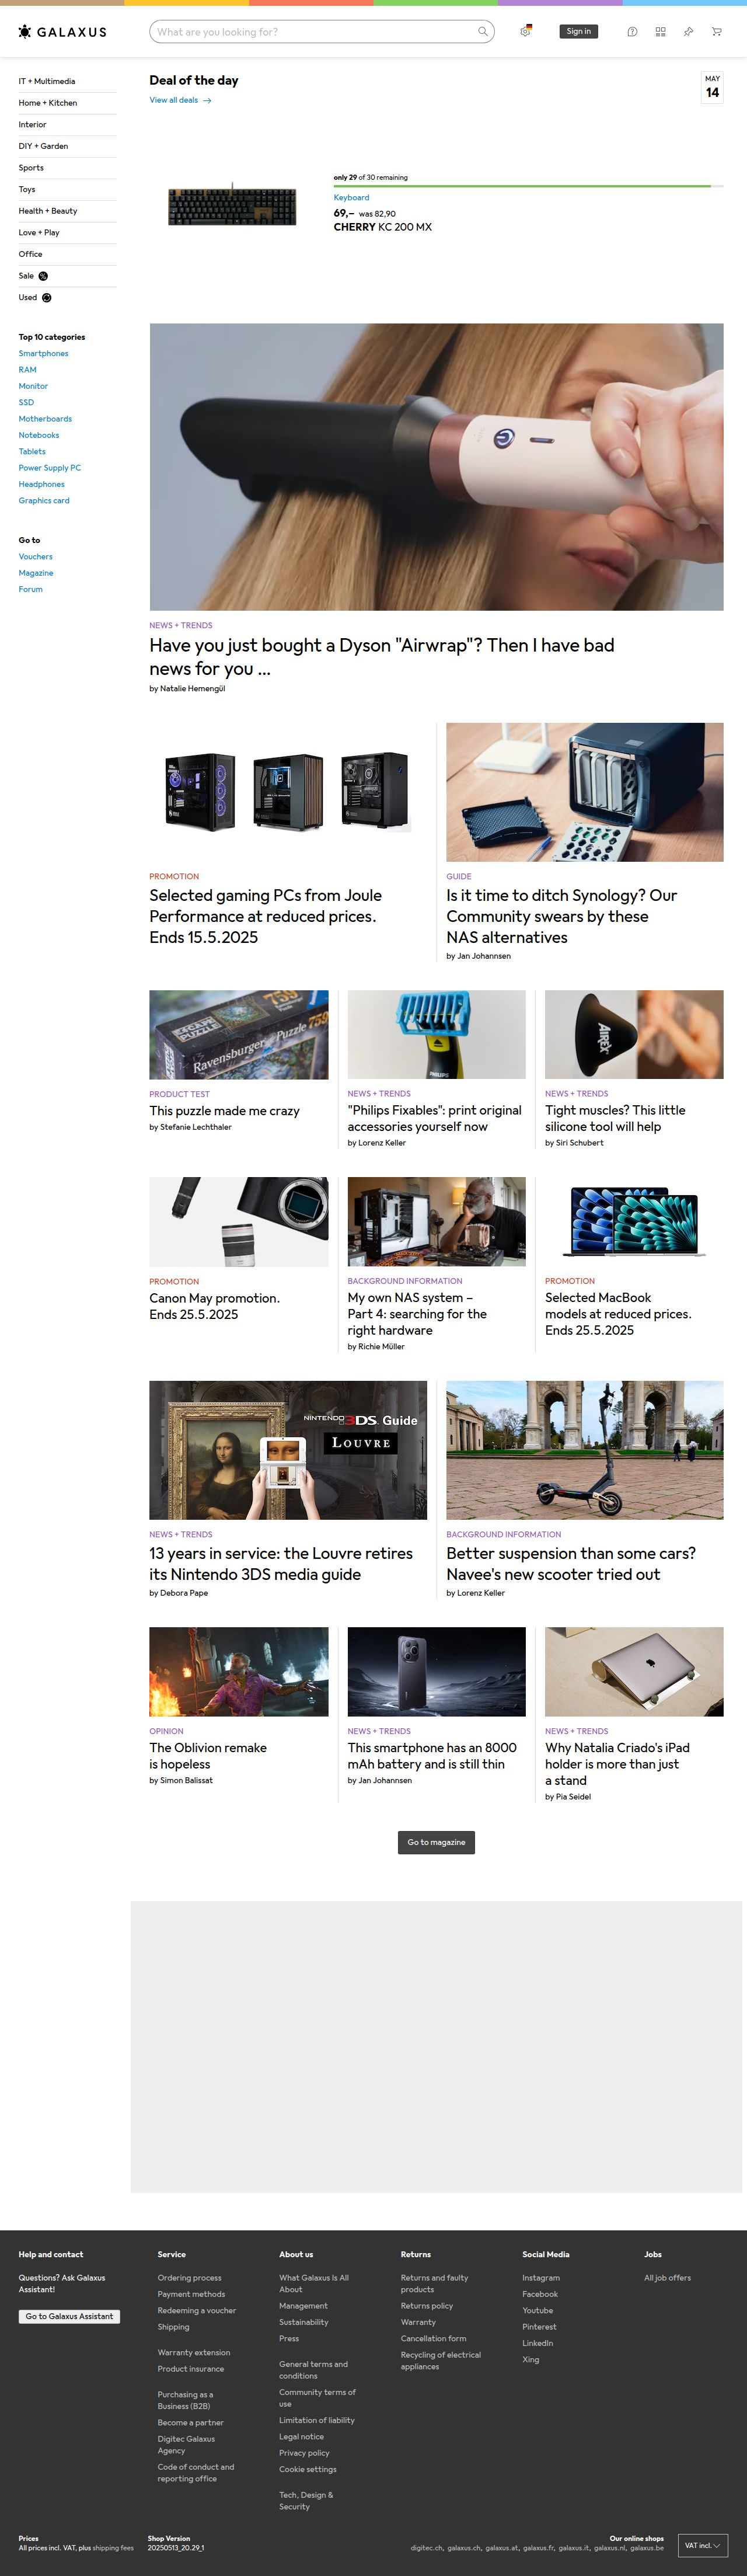 GALAXUS
What are you looking for?
Sign in
IT + Multimedia
Home + Kitchen
Interior
DIY + Garden
Sports
Toys
Health + Beauty
Love + Play
Office
Sale
Used
Top 10 categories
Smartphones
RAM
Monitor
SSD
Motherboards
Notebooks
Tablets
Power Supply PC
Headphones
Graphics card
Go to
Vouchers
Magazine
Forum
Deal of the day
View all deals
MAY
14
only 29 of 30 remaining
Keyboard
69,– was 82,90
CHERRY KC 200 MX
NEWS + TRENDS
Have you just bought a Dyson "Airwrap"? Then I have bad
news for you ...
by Natalie Hemengül
PROMOTION
Selected gaming PCs from Joule
Performance at reduced prices.
Ends 15.5.2025
GUIDE
Is it time to ditch Synology? Our
Community swears by these
NAS alternatives
by Jan Johannsen
ESCAPE
PUZZLE
759
Ravensburger
Puzzle 759
PRODUCT TEST
This puzzle made me crazy
by Stefanie Lechthaler
PHILIPS
NEWS + TRENDS
"Philips Fixables": print original
accessories yourself now
by Lorenz Keller
AIREX
NEWS + TRENDS
Tight muscles? This little
silicone tool will help
by Siri Schubert
PROMOTION
Canon May promotion.
Ends 25.5.2025
BACKGROUND INFORMATION
My own NAS system –
Part 4: searching for the
right hardware
by Richie Müller
PROMOTION
Selected MacBook
models at reduced prices.
Ends 25.5.2025
NINTENDO 3DS Guide
LOUVRE
NEWS + TRENDS
13 years in service: the Louvre retires
its Nintendo 3DS media guide
by Debora Pape
BACKGROUND INFORMATION
Better suspension than some cars?
Navee's new scooter tried out
by Lorenz Keller
OPINION
The Oblivion remake
is hopeless
by Simon Balissat
NEWS + TRENDS
This smartphone has an 8000
mAh battery and is still thin
by Jan Johannsen
NEWS + TRENDS
Why Natalia Criado's iPad
holder is more than just
a stand
by Pia Seidel
Go to magazine
Help and contact
Questions? Ask Galaxus
Assistant!
Go to Galaxus Assistant
Service
Ordering process
Payment methods
Redeeming a voucher
Shipping
Warranty extension
Product insurance
Purchasing as a
Business (B2B)
Become a partner
Digitec Galaxus
Agency
Code of conduct and
reporting office
About us
What Galaxus Is All
About
Management
Sustainability
Press
General terms and
conditions
Community terms of
use
Limitation of liability
Legal notice
Privacy policy
Cookie settings
Tech, Design &
Security
Returns
Returns and faulty
products
Returns policy
Warranty
Cancellation form
Recycling of electrical
appliances
Social Media
Instagram
Facebook
Youtube
Pinterest
LinkedIn
Xing
Jobs
All job offers
Prices
All prices incl. VAT, plus shipping fees
Shop Version
20250513_20.29_1
Our online shops
digitec.ch, galaxus.ch, galaxus.at, galaxus.fr, galaxus.it, galaxus.nl, galaxus.be
VAT incl.